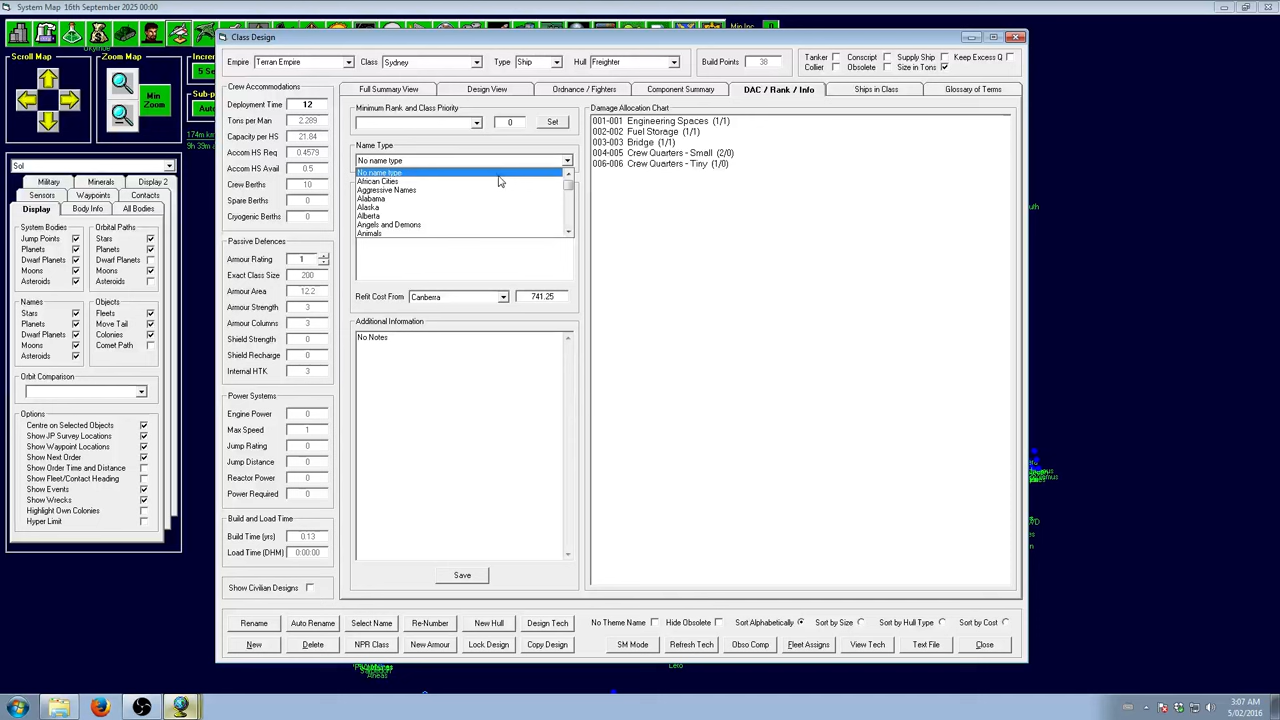 System Map 16th September 2025 00:00
Min Inc
Scroll Map
Zoom Map
Min
Zoom
5 S
Sub-p
174m
Sol
Military
Minerals
Display 2
Sensors
Waypoints
Contacts
Display
Body Info
All Bodies
System Bodies
Jump Points
Planets
Dwarf Planets
Moons
Asteroids
Orbital Paths
Stars
Planets
Dwarf Planets
Moons
Asteroids
Names
Stars
Planets
Dwarf Planets
Moons
Asteroids
Objects
Fleets
Move Tail
Colonies
Comet Path
Orbit Comparison
Options
Centre on Selected Objects
Show JP Survey Locations
Show Waypoint Locations
Show Next Order
Show Order Time and Distance
Show Fleet/Contact Heading
Show Events
Show Wrecks
Highlight Own Colonies
Hyper Limit
Class Design
Empire Terran Empire
Class Sydney
Type Ship
Hull Freighter
Build Points 38
Tanker
Conscript
Supply Ship
Keep Excess Q
Collier
Obsolete
Size in Tons
Crew Accommodations
Deployment Time 12
Tons per Man 2.289
Capacity per HS 21.84
Accom HS Req 0.4579
Accom HS Avail 0.5
Crew Berths 10
Spare Berths 0
Cryogenic Berths 0
Passive Defences
Armour Rating 1
Exact Class Size 200
Armour Area 12.2
Armour Strength 3
Armour Columns 3
Shield Strength 0
Shield Recharge 0
Internal HTK 3
Power Systems
Engine Power 0
Max Speed 1
Jump Rating 0
Jump Distance 0
Reactor Power 0
Power Required 0
Build and Load Time
Build Time (yrs) 0.13
Load Time (DHM) 0:00:00
Show Civilian Designs
Full Summary View
Design View
Ordnance / Fighters
Component Summary
DAC / Rank / Info
Ships in Class
Glossary of Terms
Minimum Rank and Class Priority
0
Set
Name Type
No name type
No name type
African Cities
Aggressive Names
Alabama
Alaska
Alberta
Angels and Demons
Animals
Refit Cost From Canberra 741.25
Additional Information
No Notes
Save
Damage Allocation Chart
001-001 Engineering Spaces (1/1)
002-002 Fuel Storage (1/1)
003-003 Bridge (1/1)
004-005 Crew Quarters - Small (2/0)
006-006 Crew Quarters - Tiny (1/0)
Rename
Auto Rename
Select Name
Re-Number
New Hull
Design Tech
No Theme Name
Hide Obsolete
Sort Alphabetically
Sort by Size
Sort by Hull Type
Sort by Cost
New
Delete
NPR Class
New Armour
Lock Design
Copy Design
SM Mode
Refresh Tech
Obso Comp
Fleet Assigns
View Tech
Text File
Close
Leto
3:07 AM
5/02/2016